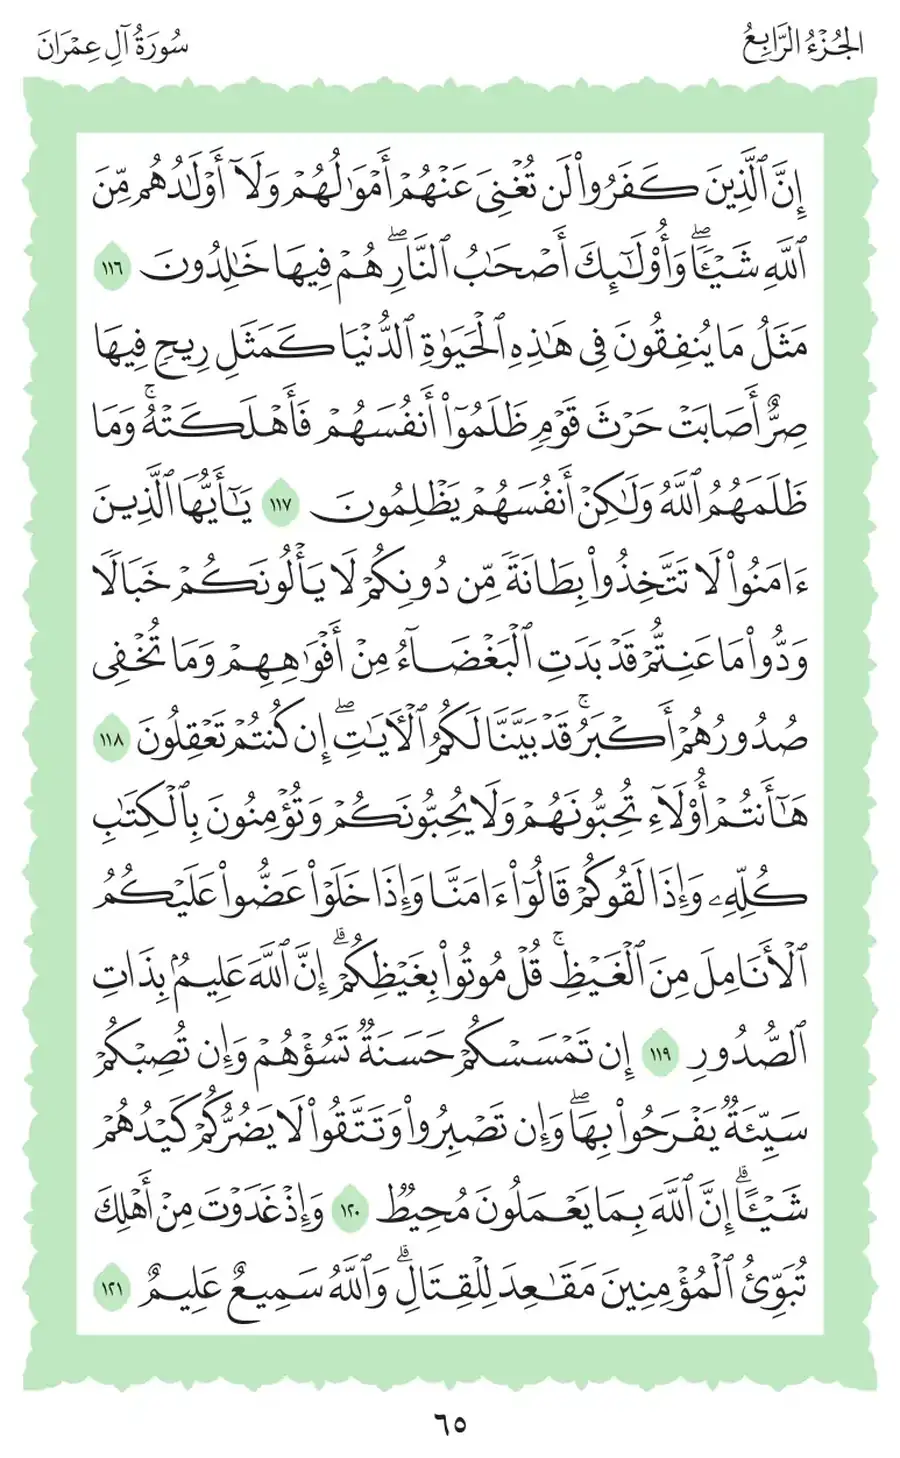 الجُزْءُ الرَّابِعُ
سُورَةُ آلِ عِمْرَانَ
إِنَّ ٱلَّذِينَ كَفَرُوا۟ لَن تُغْنِىَ عَنْهُمْ أَمْوَٰلُهُمْ وَلَآ أَوْلَٰدُهُم مِّنَ
ٱللَّهِ شَيْـًٔا ۖ وَأُو۟لَٰٓئِكَ أَصْحَٰبُ ٱلنَّارِ ۖ هُمْ فِيهَا خَٰلِدُونَ ١١٦
مَثَلُ مَا يُنفِقُونَ فِى هَٰذِهِ ٱلْحَيَوٰةِ ٱلدُّنْيَا كَمَثَلِ رِيحٍ فِيهَا
صِرٌّ أَصَابَتْ حَرْثَ قَوْمٍ ظَلَمُوٓا۟ أَنفُسَهُمْ فَأَهْلَكَتْهُ ۚ وَمَا
ظَلَمَهُمُ ٱللَّهُ وَلَٰكِنْ أَنفُسَهُمْ يَظْلِمُونَ ١١٧ يَٰٓأَيُّهَا ٱلَّذِينَ
ءَامَنُوا۟ لَا تَتَّخِذُوا۟ بِطَانَةً مِّن دُونِكُمْ لَا يَأْلُونَكُمْ خَبَالًا
وَدُّوا۟ مَا عَنِتُّمْ قَدْ بَدَتِ ٱلْبَغْضَآءُ مِنْ أَفْوَٰهِهِمْ وَمَا تُخْفِى
صُدُورُهُمْ أَكْبَرُ ۚ قَدْ بَيَّنَّا لَكُمُ ٱلْـَٔايَٰتِ ۖ إِن كُنتُمْ تَعْقِلُونَ ١١٨
هَٰٓأَنتُمْ أُو۟لَآءِ تُحِبُّونَهُمْ وَلَا يُحِبُّونَكُمْ وَتُؤْمِنُونَ بِٱلْكِتَٰبِ
كُلِّهِۦ وَإِذَا لَقُوكُمْ قَالُوٓا۟ ءَامَنَّا وَإِذَا خَلَوْا۟ عَضُّوا۟ عَلَيْكُمُ
ٱلْأَنَامِلَ مِنَ ٱلْغَيْظِ ۚ قُلْ مُوتُوا۟ بِغَيْظِكُمْ ۗ إِنَّ ٱللَّهَ عَلِيمٌۢ بِذَاتِ
ٱلصُّدُورِ ١١٩ إِن تَمْسَسْكُمْ حَسَنَةٌ تَسُؤْهُمْ وَإِن تُصِبْكُمْ
سَيِّئَةٌ يَفْرَحُوا۟ بِهَا ۖ وَإِن تَصْبِرُوا۟ وَتَتَّقُوا۟ لَا يَضُرُّكُمْ كَيْدُهُمْ
شَيْـًٔا ۗ إِنَّ ٱللَّهَ بِمَا يَعْمَلُونَ مُحِيطٌ ١٢٠ وَإِذْ غَدَوْتَ مِنْ أَهْلِكَ
تُبَوِّئُ ٱلْمُؤْمِنِينَ مَقَٰعِدَ لِلْقِتَالِ ۗ وَٱللَّهُ سَمِيعٌ عَلِيمٌ ١٢١
٦٥